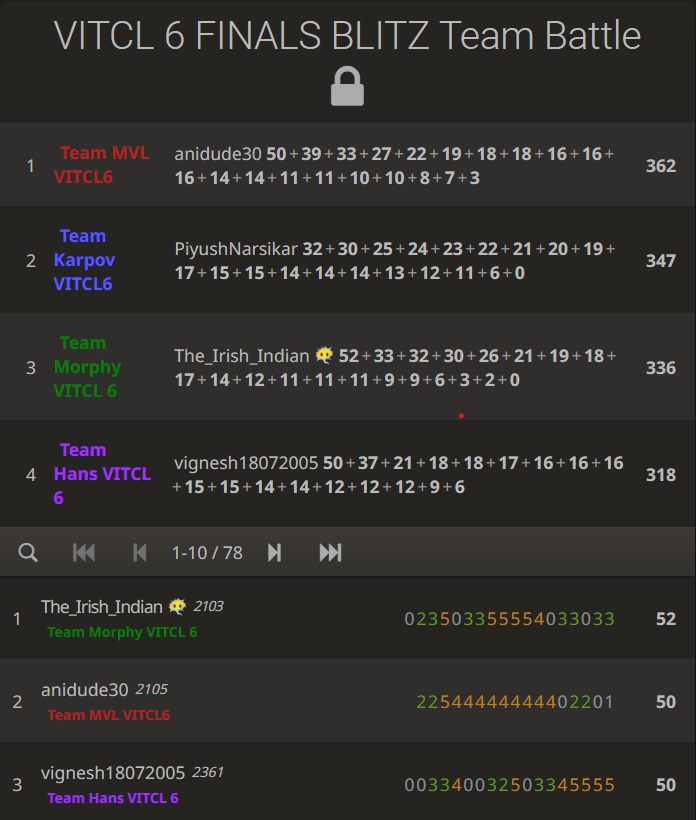 VITCL 6 FINALS BLITZ Team Battle
1 Team MVL VITCL6 anidude30 50+39+33+27+22+19+18+18+16+16+
16+14+14+11+11+10+10+8+7+3 362
2 Team Karpov VITCL6 PiyushNarsikar 32+30+25+24+23+22+21+20+19+
17+15+15+14+14+14+13+12+11+6+0 347
3 Team Morphy VITCL 6 The_Irish_Indian 52+33+32+30+26+21+19+18+
17+14+12+11+11+11+9+9+6+3+2+0 336
4 Team Hans VITCL 6 vignesh18072005 50+37+21+18+18+17+16+16+16
+15+15+14+14+12+12+12+9+6 318
1-10 / 78
1 The_Irish_Indian 2103 023503355554033033 52
Team Morphy VITCL 6
2 anidude30 2105 22544444444402201 50
Team MVL VITCL6
3 vignesh18072005 2361 003340032503345555 50
Team Hans VITCL 6